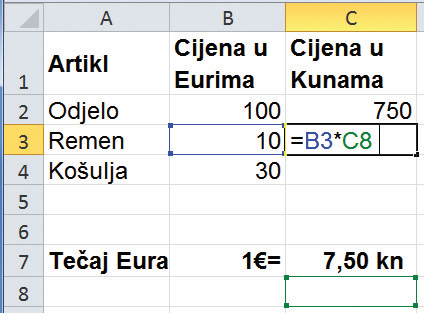 A B C
1 Artikl Cijena u Eurima Cijena u Kunama
2 Odjelo 100 750
3 Remen 10 =B3*C8
4 Košulja 30
5
6
7 Tečaj Eura 1€= 7,50 kn
8